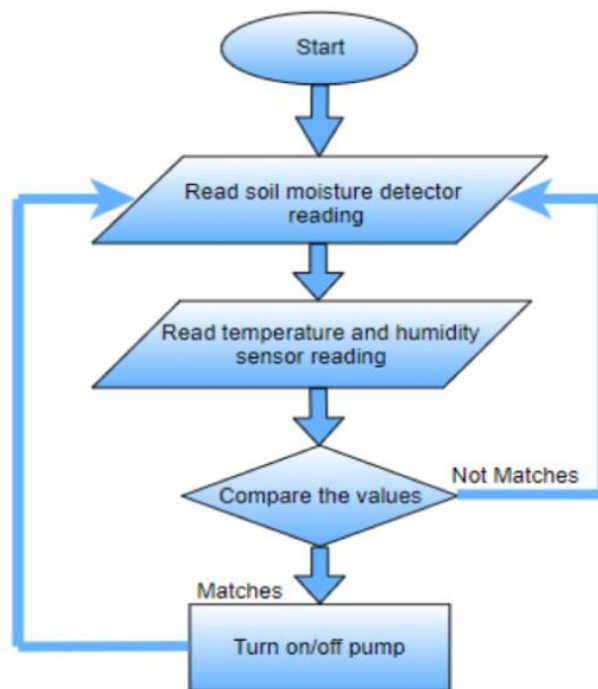 Start
Read soil moisture detector
reading
Read temperature and humidity
sensor reading
Compare the values
Not Matches
Matches
Turn on/off pump